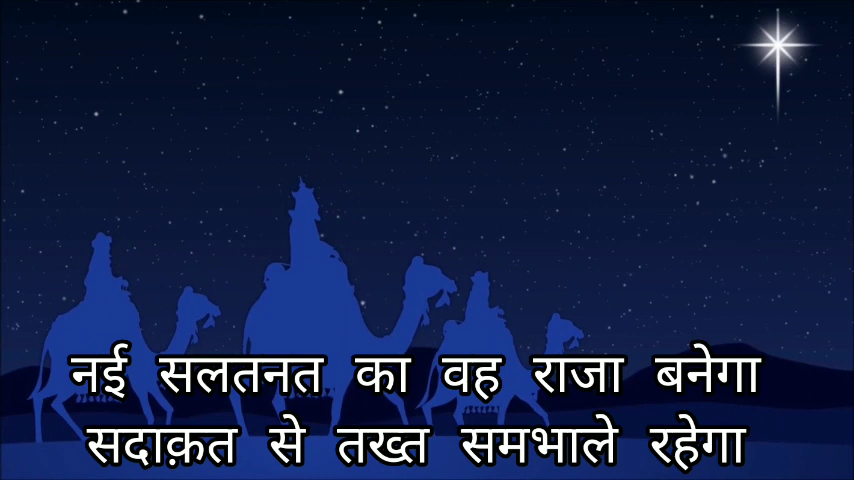 नई सलतनत का वह राजा बनेगा
सदाक़त से तख्त समभाले रहेगा